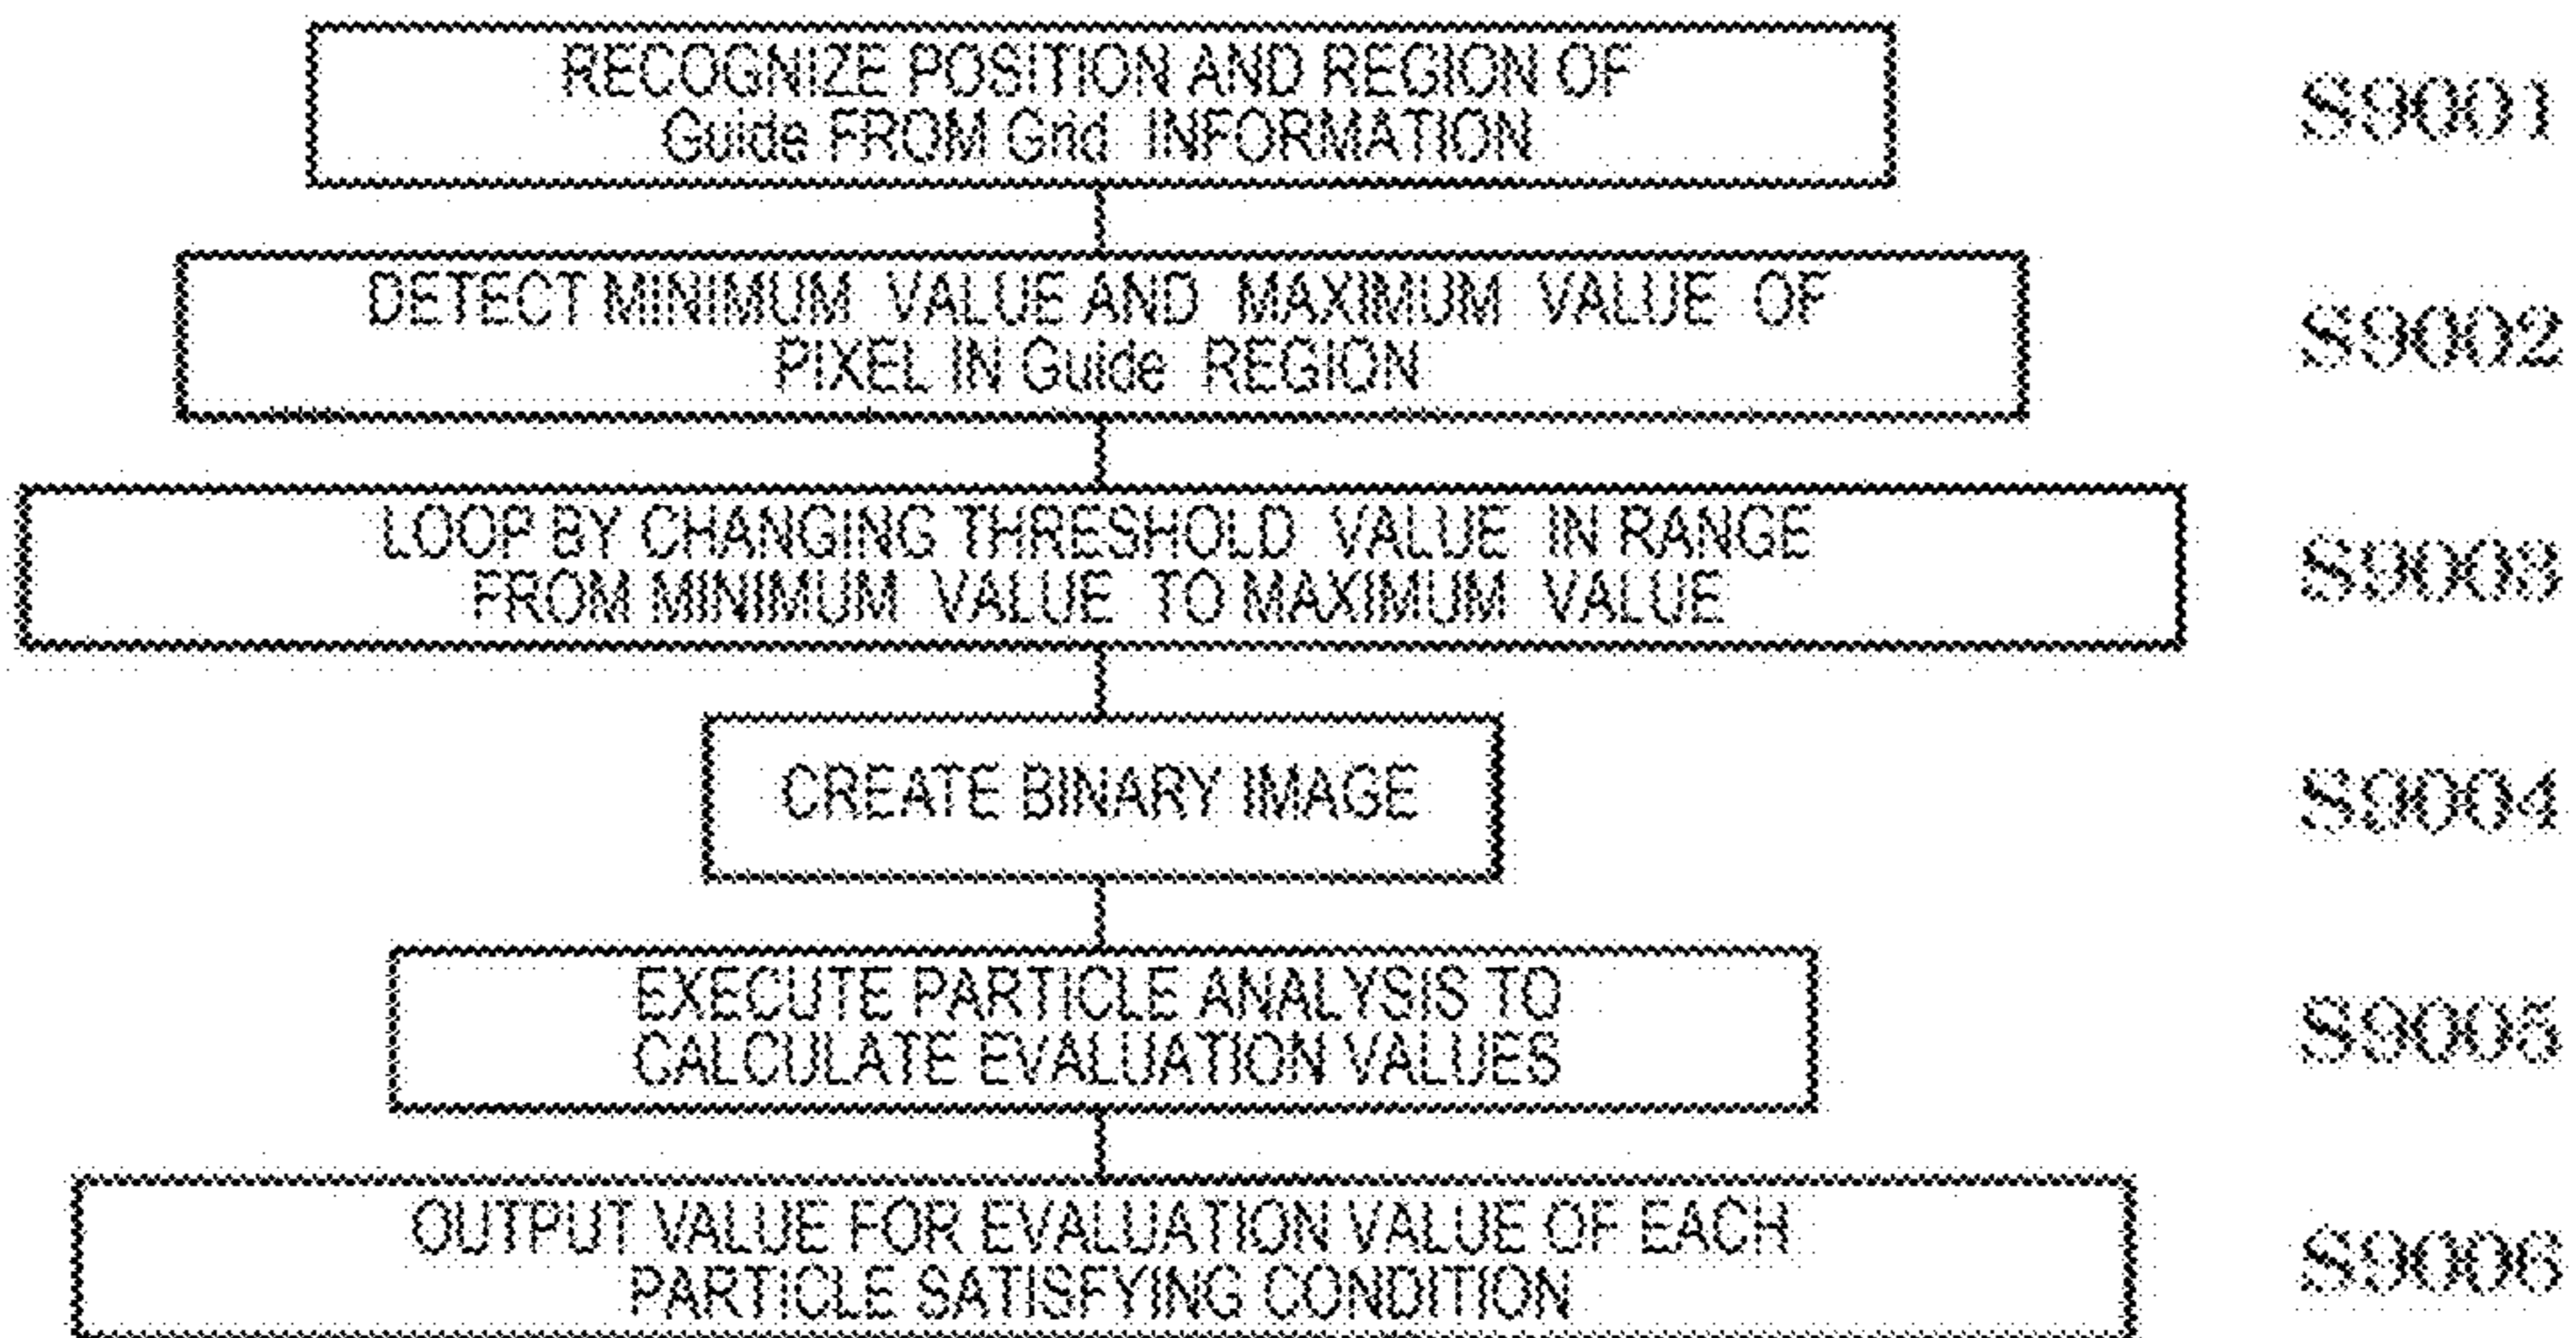 RECOGNIZE POSITION AND REGION OF
Guide FROM Grid INFORMATION
S9001
DETECT MINIMUM VALUE AND MAXIMUM VALUE OF
PIXEL IN Guide REGION
S9002
LOOP BY CHANGING THRESHOLD VALUE IN RANGE
FROM MINIMUM VALUE TO MAXIMUM VALUE
S9003
CREATE BINARY IMAGE
S9004
EXECUTE PARTICLE ANALYSIS TO
CALCULATE EVALUATION VALUES
S9005
OUTPUT VALUE FOR EVALUATION VALUE OF EACH
PARTICLE SATISFYING CONDITION
S9006